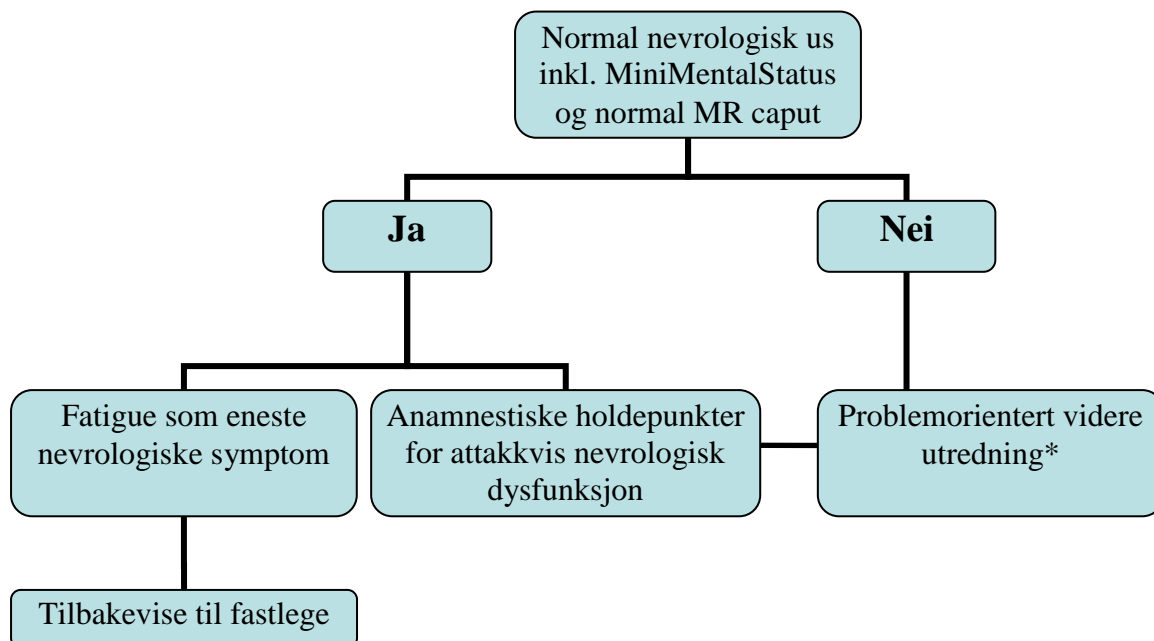 Normal nevrologisk us
inkl. MiniMentalStatus
og normal MR caput
Ja
Nei
Fatigue som eneste
nevrologiske symptom
Anamnestiske holdepunkter
for attakkvis nevrologisk
dysfunksjon
Problemorientert videre
utredning*
Tilbakevise til fastlege